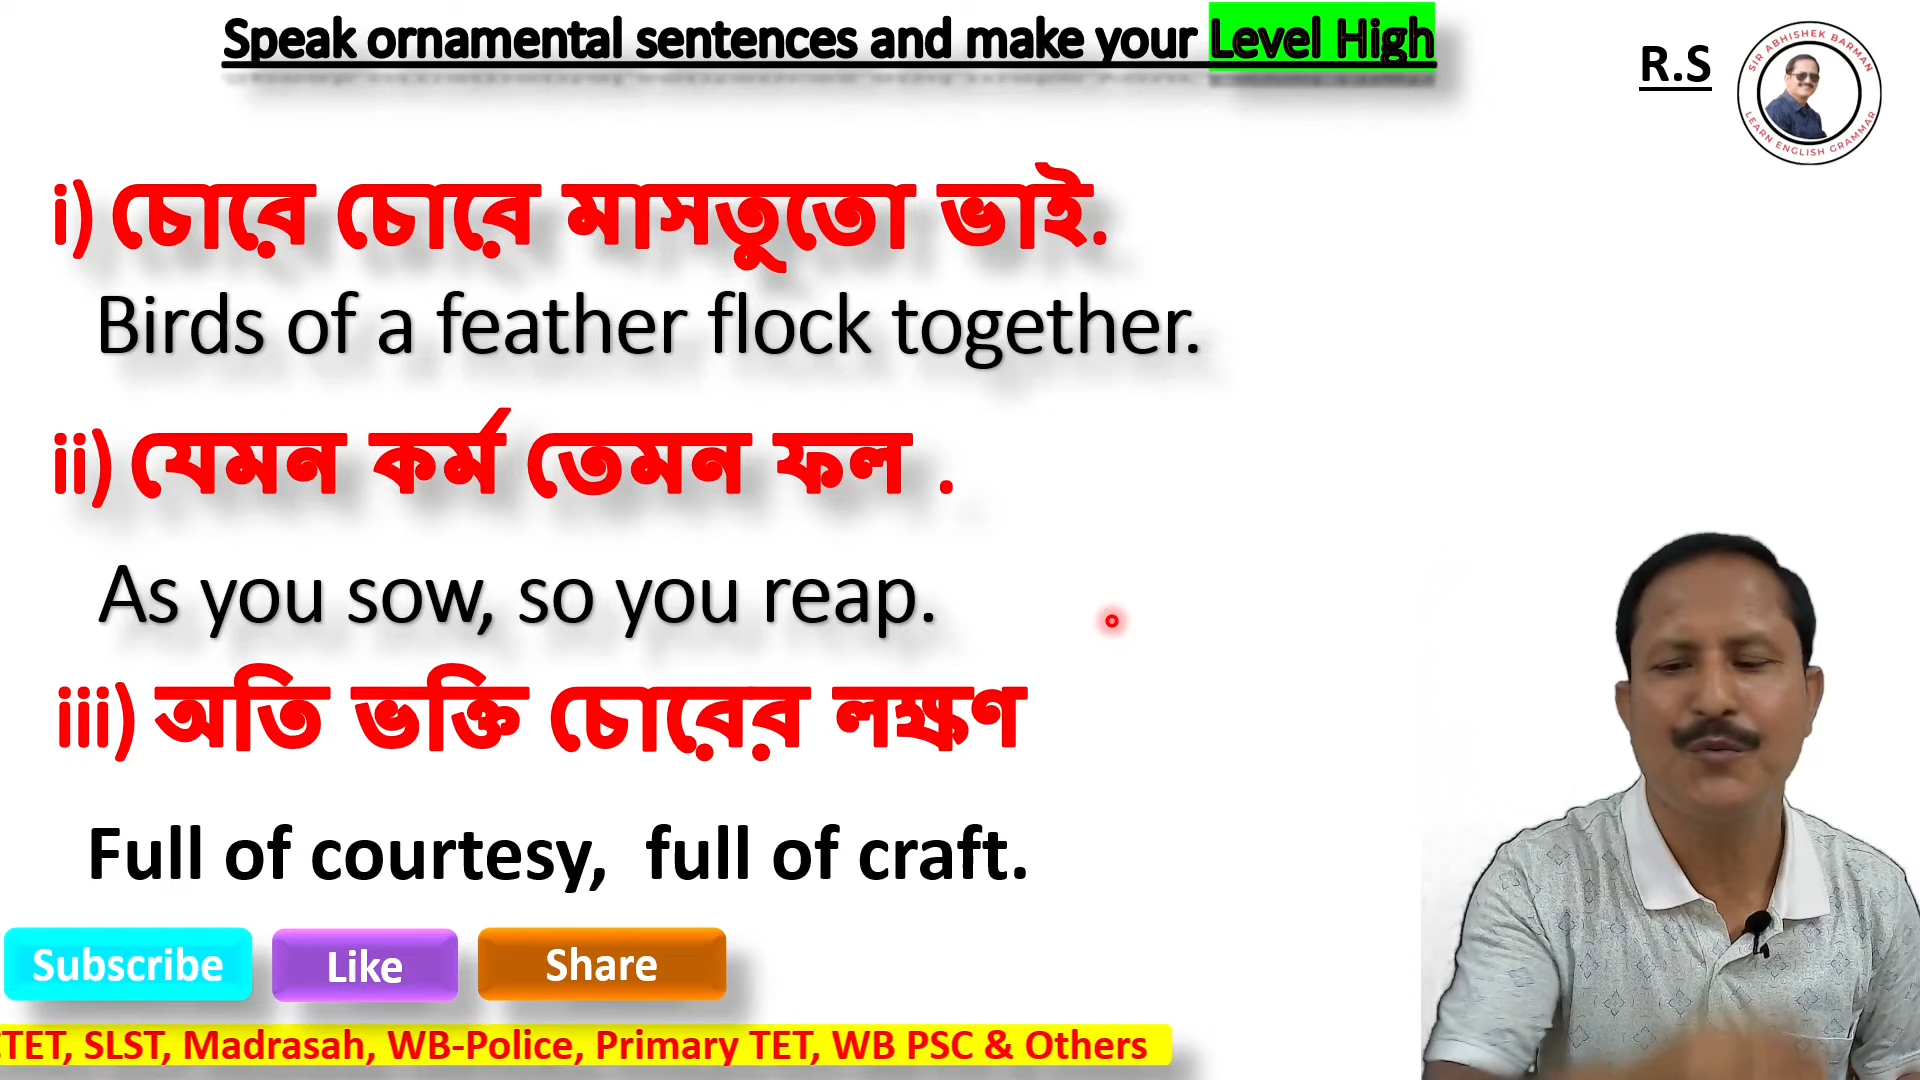 Speak ornamental sentences and make your Level High
R.S
SIR ABHISHEK BARMAN
LEARN ENGLISH GRAMMAR
i) চোরে চোরে মাসতুতো ভাই.
Birds of a feather flock together.
ii) যেমন কর্ম তেমন ফল .
As you sow, so you reap.
iii) অতি ভক্তি চোরের লক্ষণ
Full of courtesy, full of craft.
Subscribe
Like
Share
TET, SLST, Madrasah, WB-Police, Primary TET, WB PSC & Others